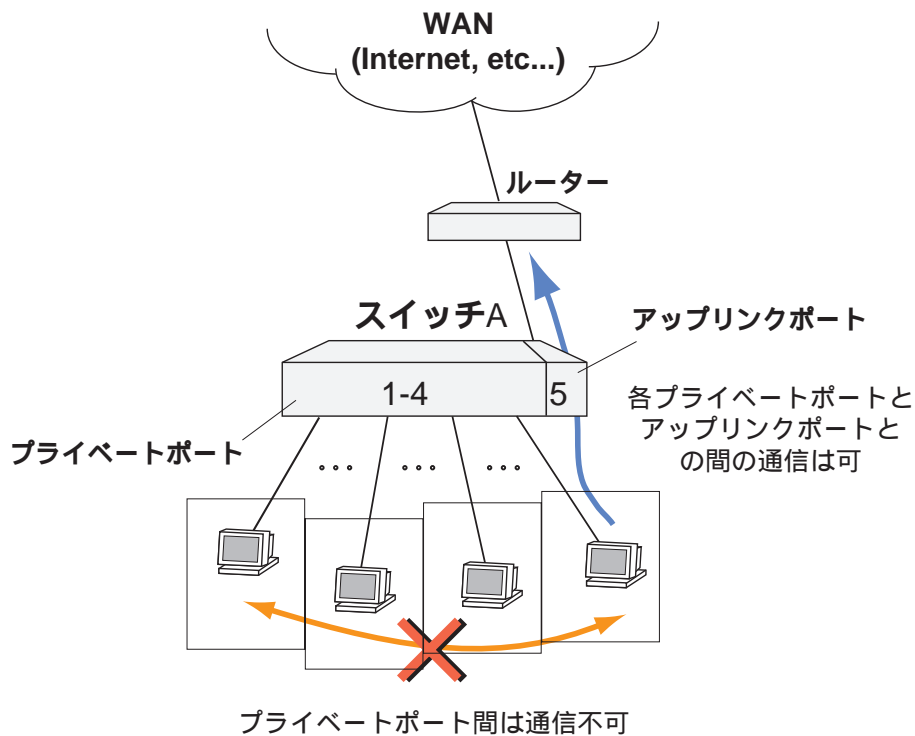 WAN
(Internet, etc...)
ルーター
スイッチA
アップリンクポート
1-4
5
各プライベートポートと
アップリンクポートと
の間の通信は可
プライベートポート
プライベートポート間は通信不可